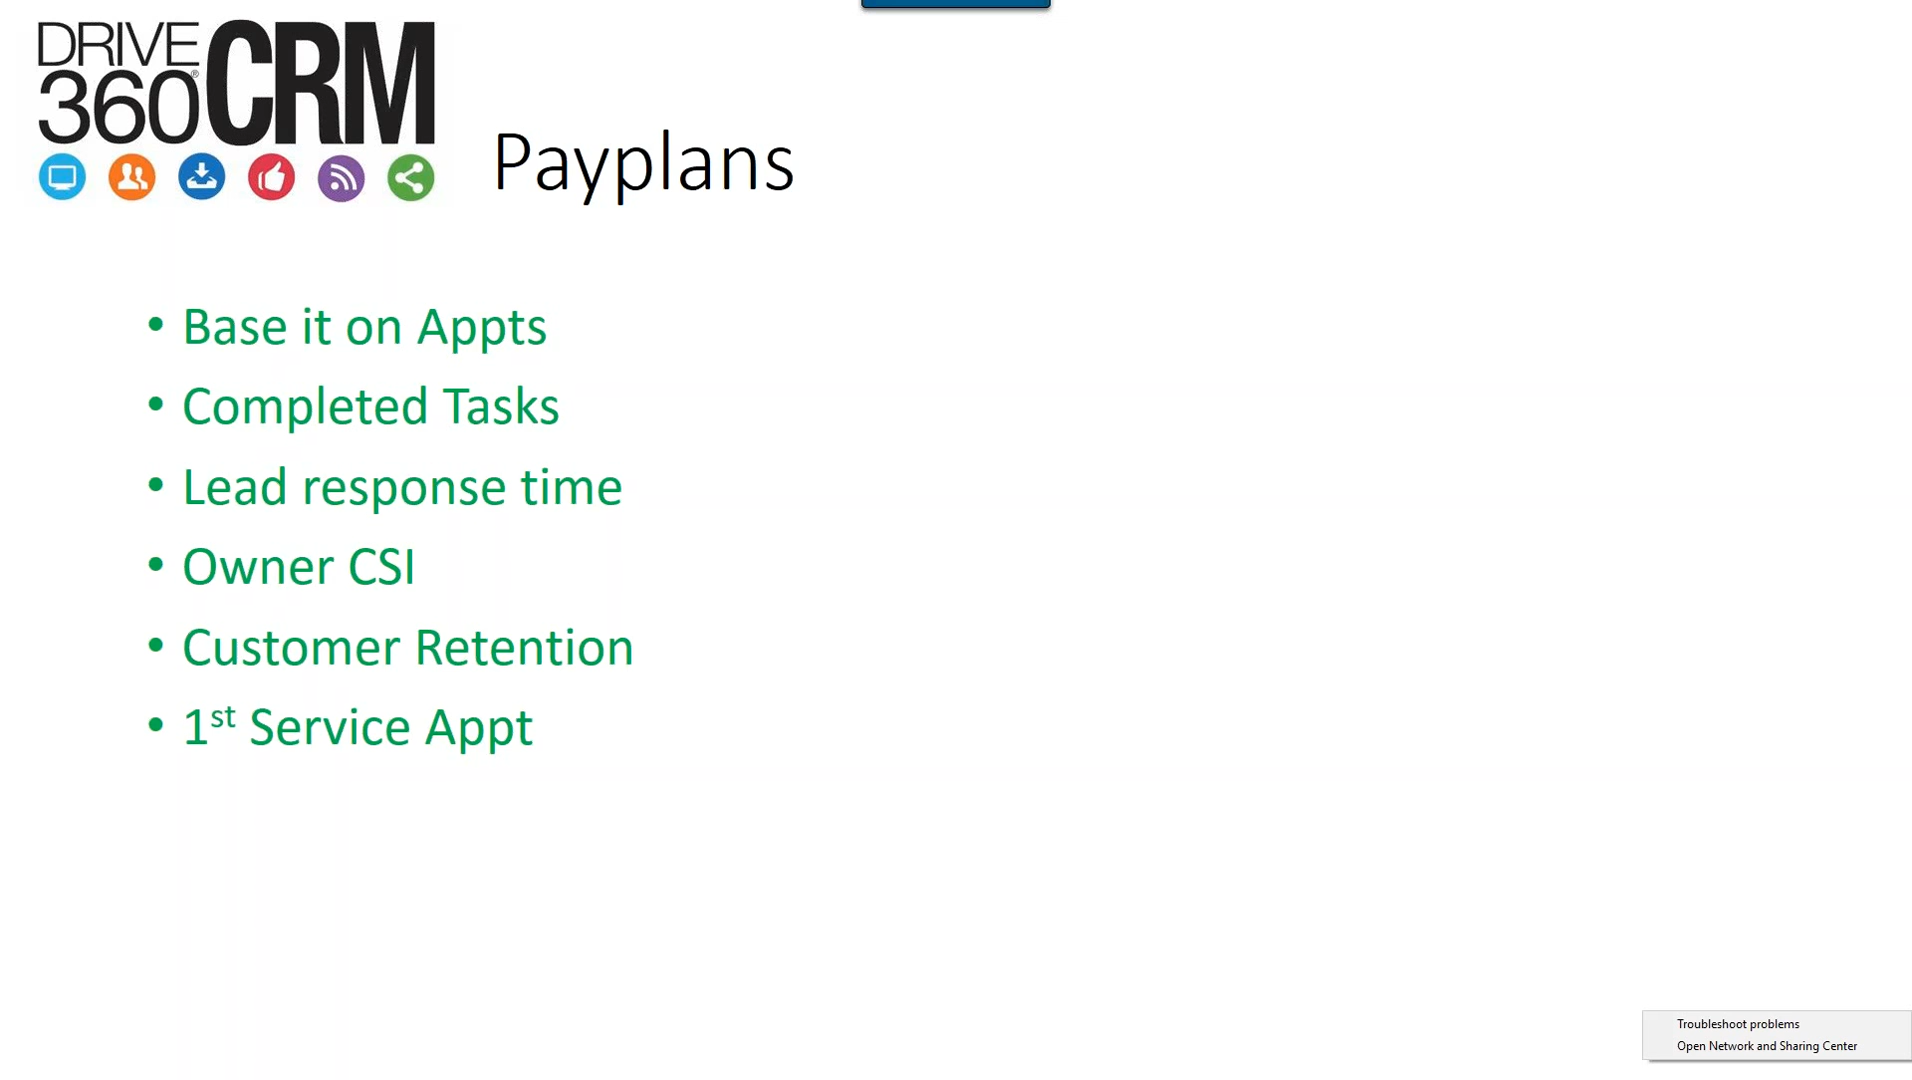 DRIVE
360® CRM
Payplans
• Base it on Appts
• Completed Tasks
• Lead response time
• Owner CSI
• Customer Retention
• 1st Service Appt
Troubleshoot problems
Open Network and Sharing Center